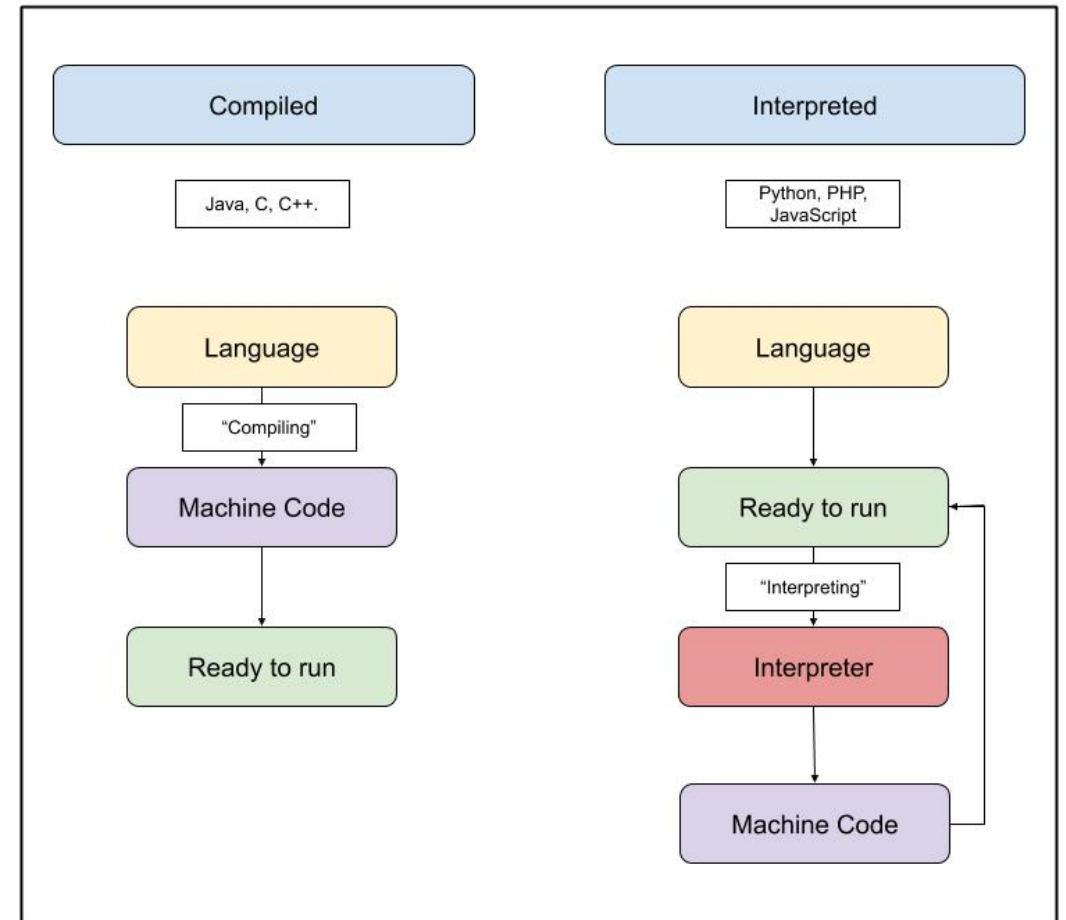 Compiled
Java, C, C++.
Language
“Compiling”
Machine Code
Ready to run
Interpreted
Python, PHP,
JavaScript
Language
Ready to run
“Interpreting”
Interpreter
Machine Code